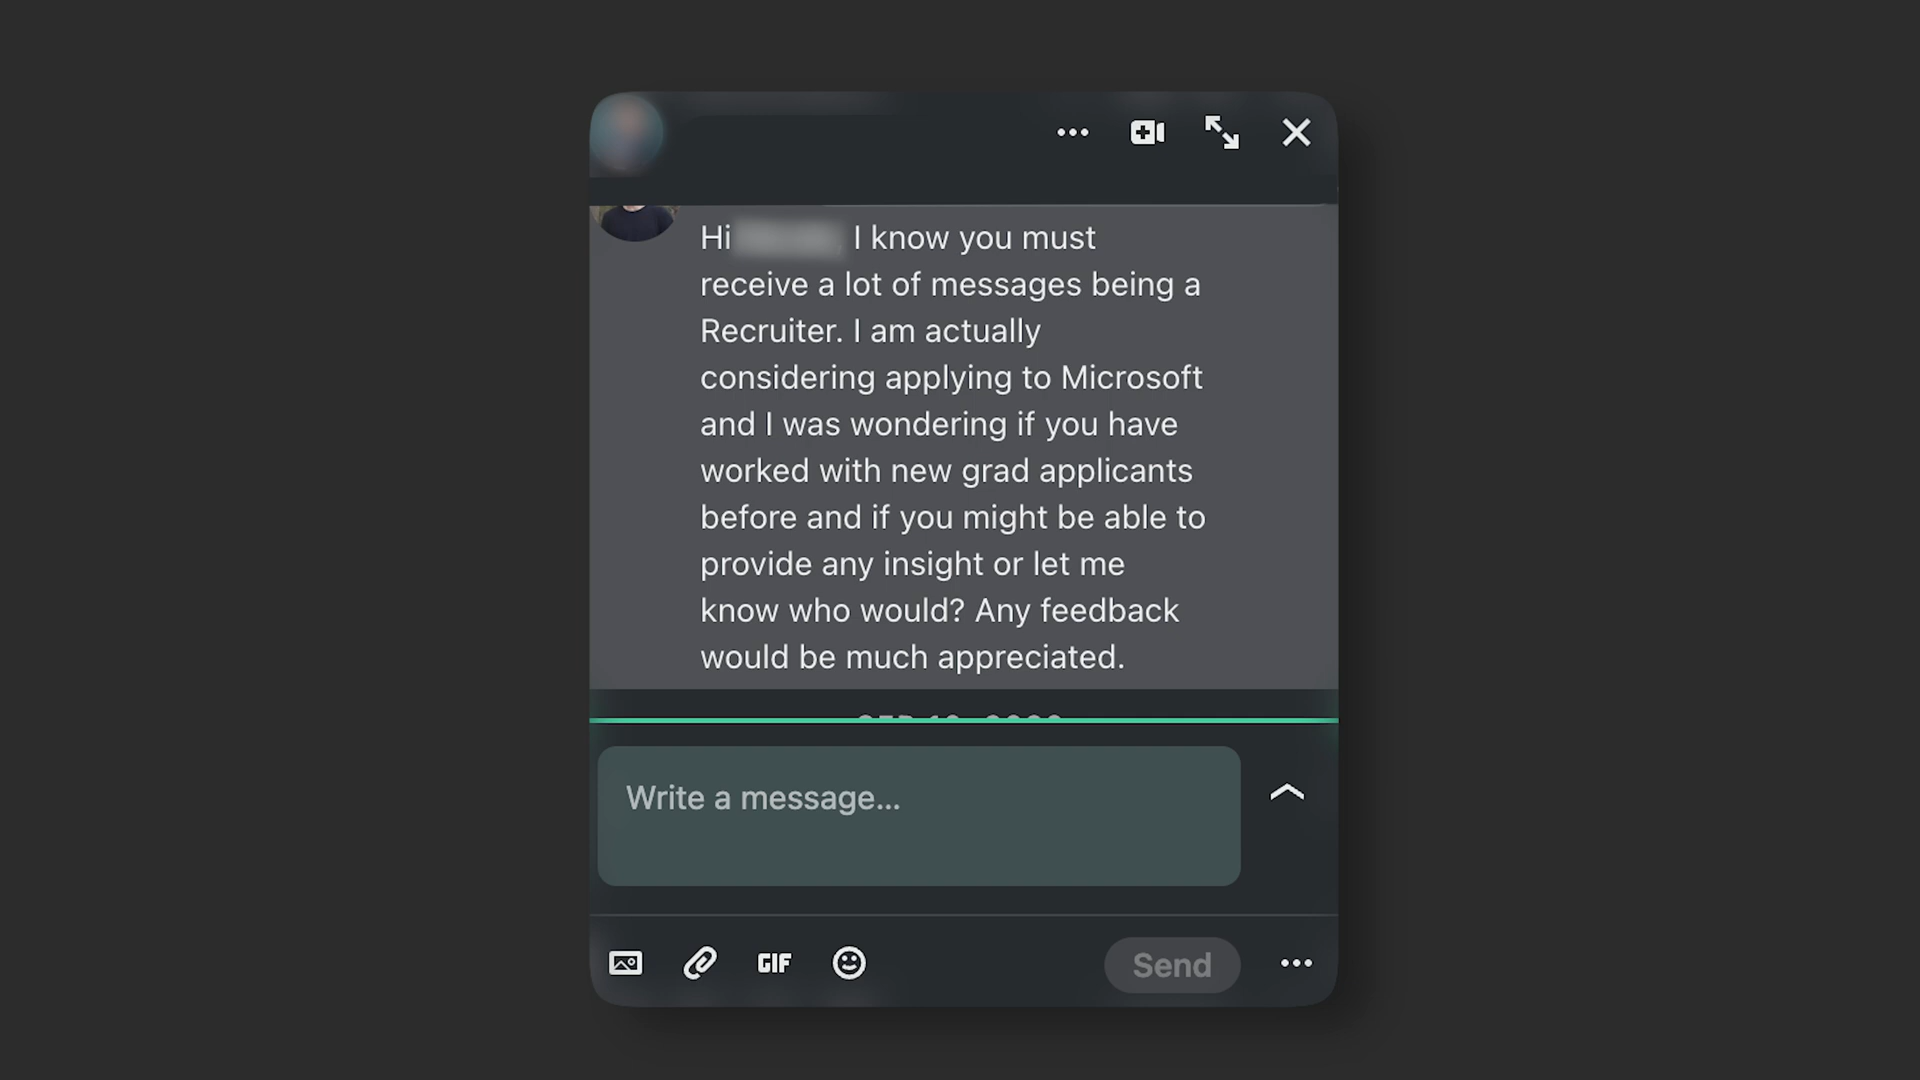 Hi I know you must
receive a lot of messages being a
Recruiter. I am actually
considering applying to Microsoft
and I was wondering if you have
worked with new grad applicants
before and if you might be able to
provide any insight or let me
know who would? Any feedback
would be much appreciated.
Write a message...
GIF
Send